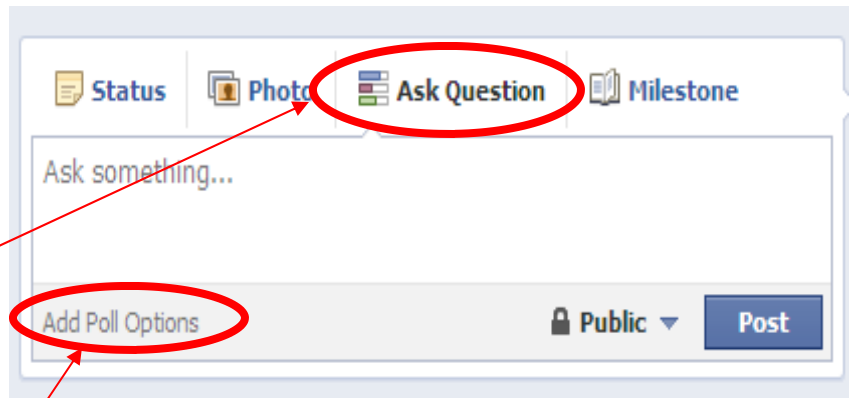 Status Photo Ask Question Milestone
Ask something...
Add Poll Options Public Post